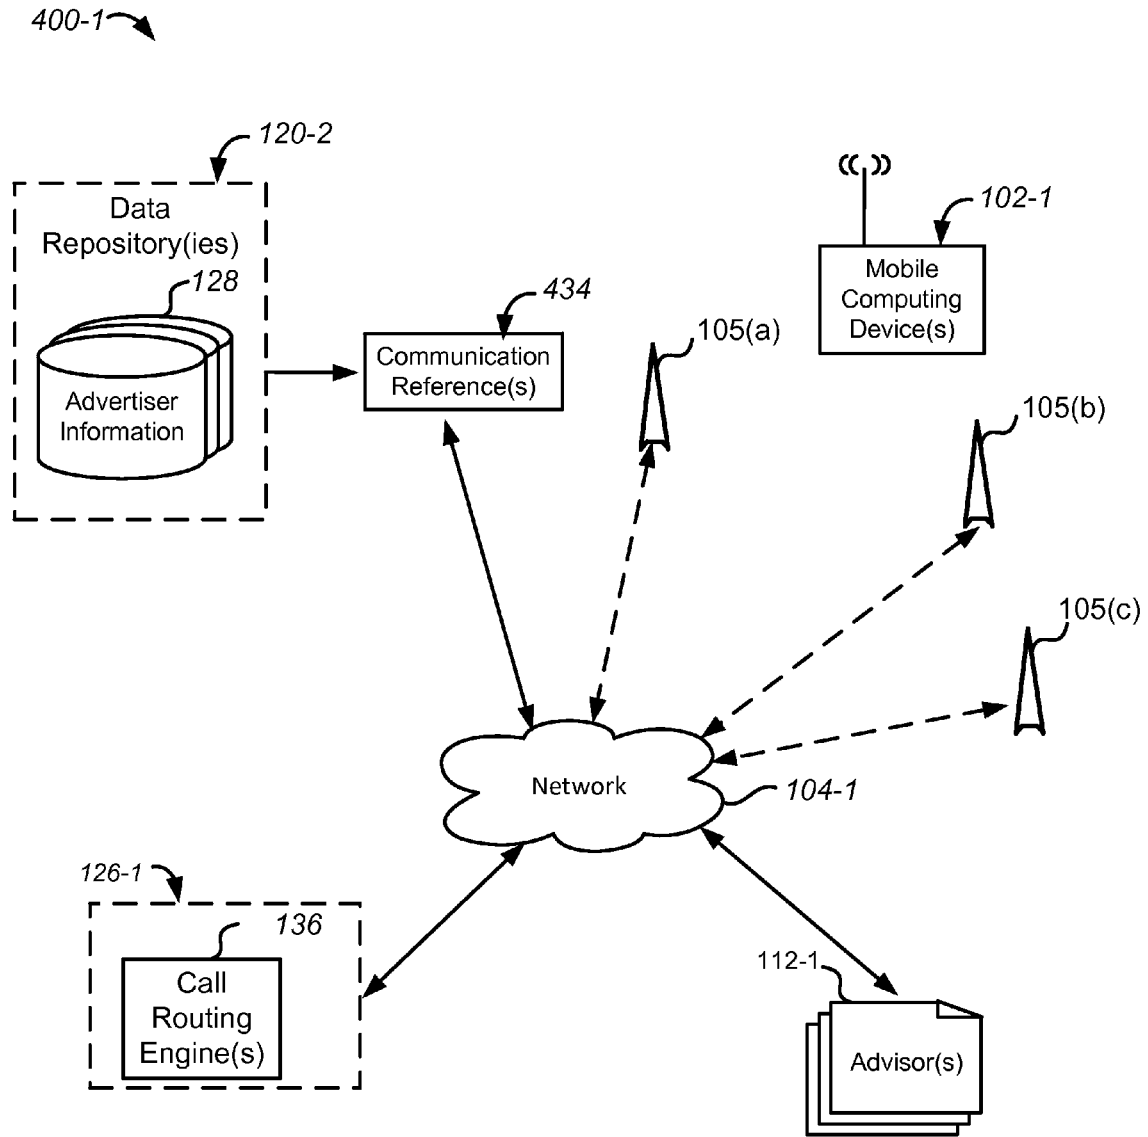 400-1
120-2
Data
Repository(ies)
128
Advertiser
Information
434
Communication
Reference(s)
102-1
Mobile
Computing
Device(s)
105(a)
105(b)
105(c)
Network
104-1
126-1
136
Call
Routing
Engine(s)
112-1
Advisor(s)